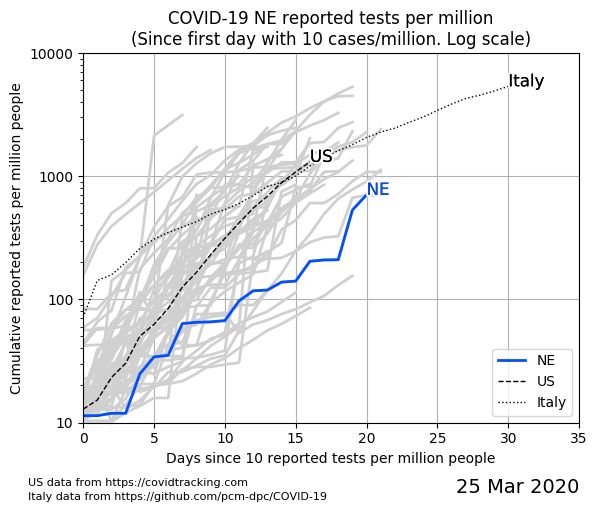 COVID-19 NE reported tests per million
(Since first day with 10 cases/million. Log scale)
Cumulative reported tests per million people
10000
1000
100
10
Italy
US
NE
NE
US
Italy
0
5
10
15
20
25
30
35
Days since 10 reported tests per million people
US data from https://covidtracking.com
Italy data from https://github.com/pcm-dpc/COVID-19
25 Mar 2020